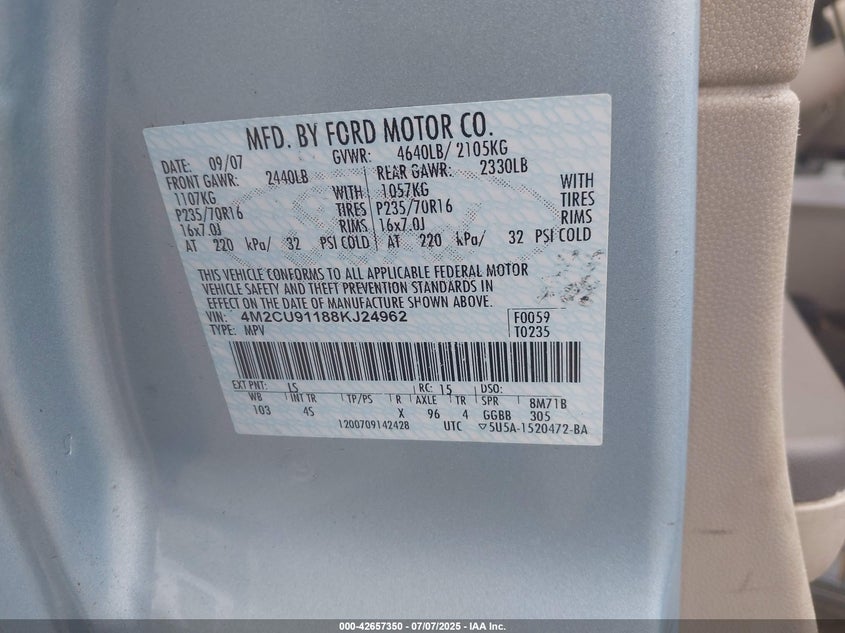 MFD. BY FORD MOTOR CO.
DATE: 09/07 GVWR: 4640LB/ 2105KG
FRONT GAWR: 2440LB REAR GAWR: 2330LB
1107KG WITH 1057KG WITH
P235/70R16 TIRES P235/70R16 TIRES
16x7.0J RIMS 16x7.0J RIMS
AT 220 kPa/ 32 PSI COLD AT 220 kPa/ 32 PSI COLD
THIS VEHICLE CONFORMS TO ALL APPLICABLE FEDERAL MOTOR
VEHICLE SAFETY AND THEFT PREVENTION STANDARDS IN
EFFECT ON THE DATE OF MANUFACTURE SHOWN ABOVE.
VIN: 4M2CU91188KJ24962 F0059
TYPE: MPV T0235
EXT PNT: LS RC: 15 DSO:
WB INT TR TP/PS R AXLE TR SPR 8M71B
103 4S X 96 4 GGBB 305
1200709142428 UTC ▽5U5A-1520472-BA
000-42657350 | 07/07/2025 - IAA Inc.